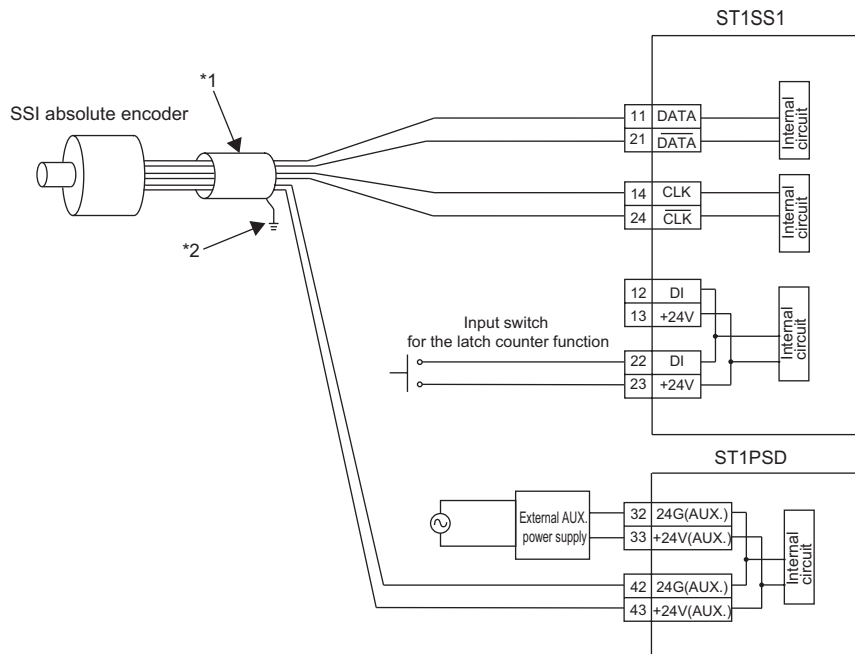 ST1SS1
*1
SSI absolute encoder
*2
11 DATA
21 DATA
Internal circuit
14 CLK
24 CLK
Internal circuit
12 DI
13 +24V
Input switch
for the latch counter function
22 DI
23 +24V
Internal circuit
ST1PSD
External AUX.
power supply
32 24G(AUX.)
33 +24V(AUX.)
42 24G(AUX.)
43 +24V(AUX.)
Internal circuit